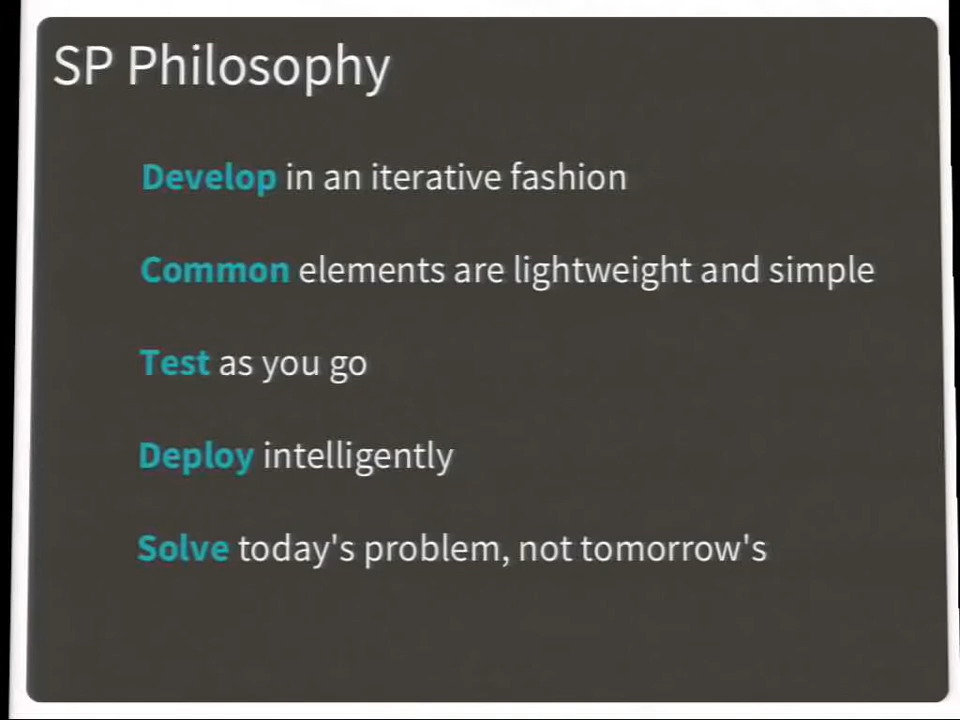 SP Philosophy
Develop in an iterative fashion
Common elements are lightweight and simple
Test as you go
Deploy intelligently
Solve today's problem, not tomorrow's